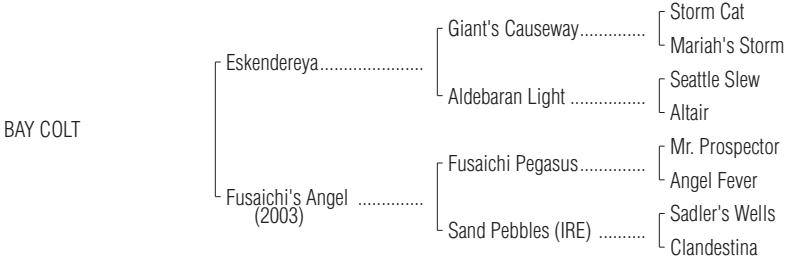 Storm Cat
Giant's Causeway..............
Mariah's Storm
Eskendereya......................
Seattle Slew
Aldebaran Light ................
Altair
BAY COLT
Mr. Prospector
Fusaichi Pegasus..............
Angel Fever
Fusaichi's Angel ..............
(2003)
Sadler's Wells
Sand Pebbles (IRE) ..........
Clandestina